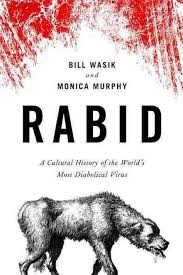 BILL WASIK
and
MONICA MURPHY
RABID
A Cultural History of the World's
Most Diabolical Virus